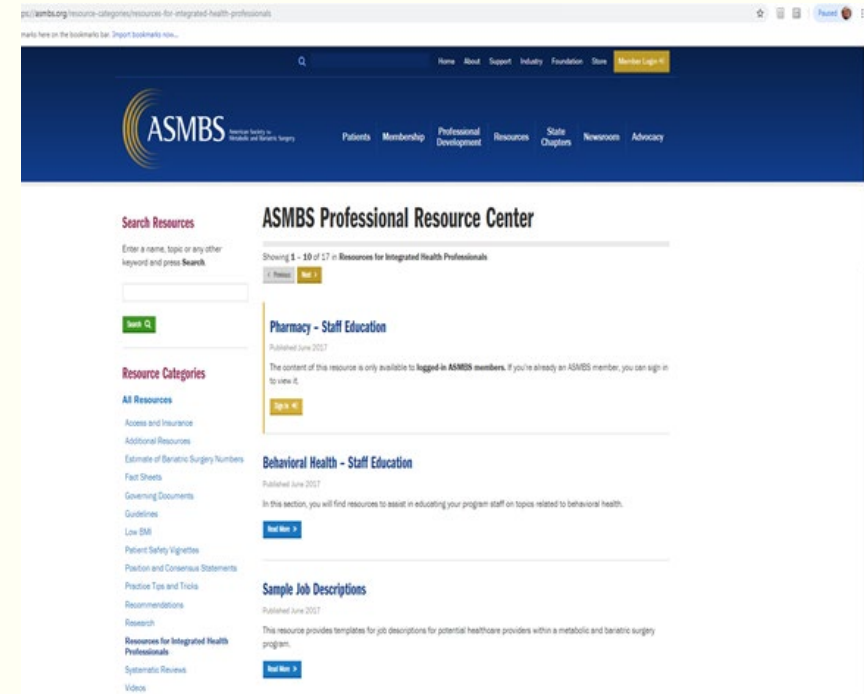 ps://asmbs.org/resource-categories/resources-for-integrated-health-professionals
Paused
marks here on the bookmarks bar. Import bookmarks now...
Home About Support Industry Foundation Store Member Login
ASMBS
American Society for
Metabolic and Bariatric Surgery
Patients Membership Professional Development Resources State Chapters Newsroom Advocacy
Search Resources
Enter a name, topic or any other
keyword and press Search.
Search
Resource Categories
All Resources
Access and Insurance
Additional Resources
Estimate of Bariatric Surgery Numbers
Fact Sheets
Governing Documents
Guidelines
Low BMI
Patient Safety Vignettes
Position and Consensus Statements
Practice Tips and Tricks
Recommendations
Research
Resources for Integrated Health
Professionals
Systematic Reviews
Videos
ASMBS Professional Resource Center
Showing 1 - 10 of 17 in Resources for Integrated Health Professionals
< Previous Next >
Pharmacy – Staff Education
Published June 2017
The content of this resource is only available to logged-in ASMBS members. If you're already an ASMBS member, you can sign in
to view it.
Sign In
Behavioral Health – Staff Education
Published June 2017
In this section, you will find resources to assist in educating your program staff on topics related to behavioral health.
Read More >
Sample Job Descriptions
Published June 2017
This resource provides templates for job descriptions for potential healthcare providers within a metabolic and bariatric surgery
program.
Read More >